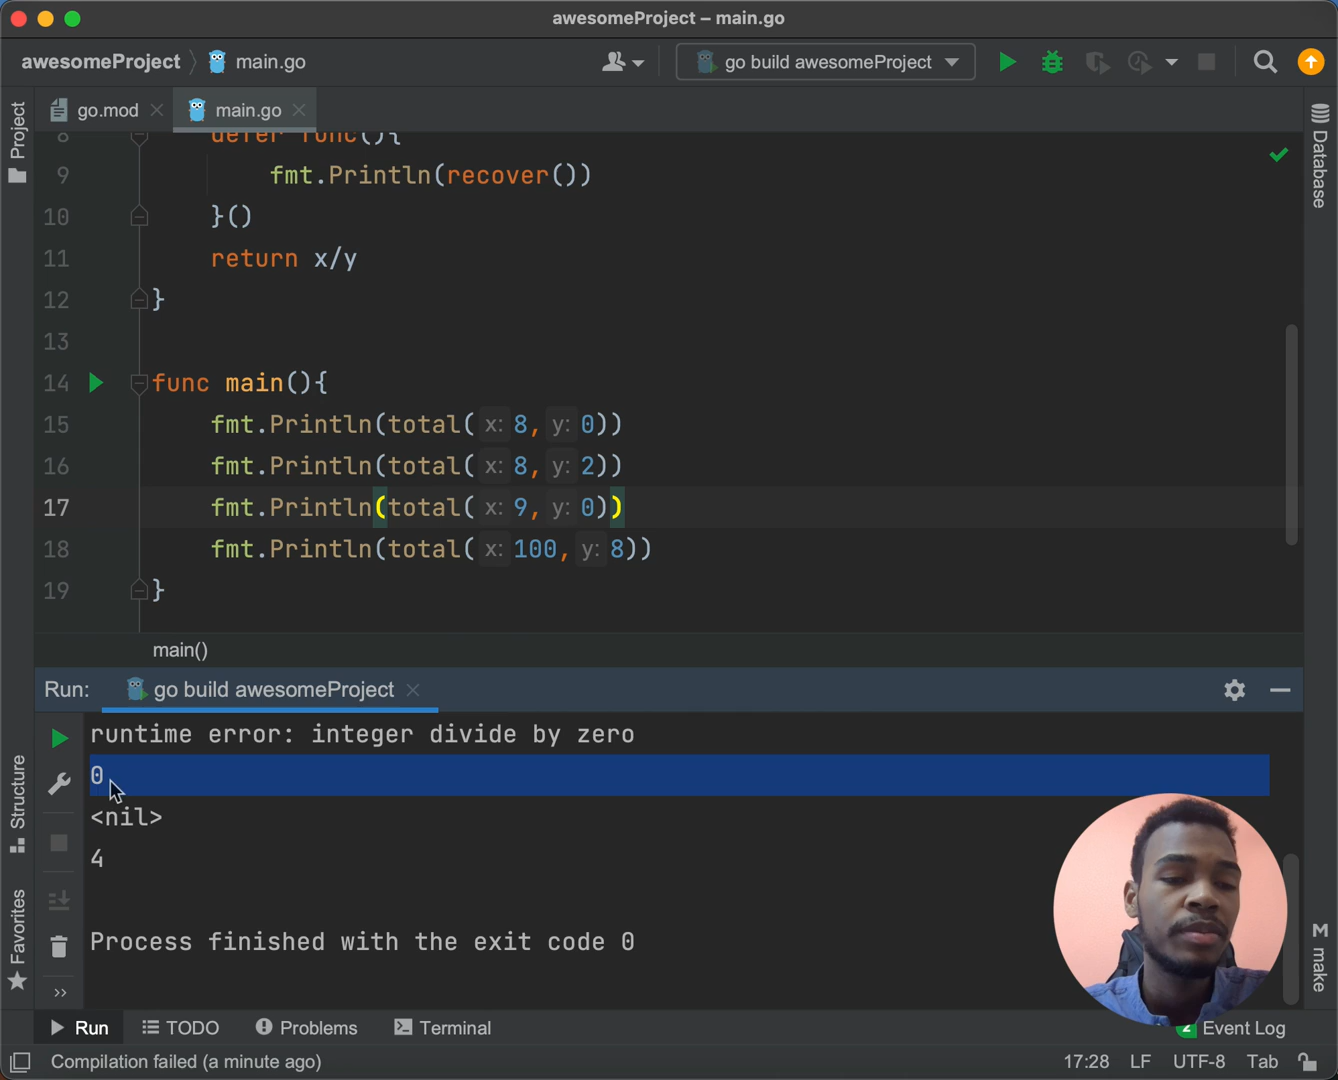 awesomeProject – main.go
awesomeProject main.go
go build awesomeProject
go.mod main.go
Project
Database
8 defer func(){
9 fmt.Println(recover())
10 }()
11 return x/y
12 }
13
14 func main(){
15 fmt.Println(total( x: 8, y: 0))
16 fmt.Println(total( x: 8, y: 2))
17 fmt.Println(total( x: 9, y: 0))
18 fmt.Println(total( x: 100, y: 8))
19 }
main()
Run: go build awesomeProject
runtime error: integer divide by zero
0
<nil>
4
Process finished with the exit code 0
Structure
Favorites
make
Run TODO Problems Terminal 2 Event Log
Compilation failed (a minute ago) 17:28 LF UTF-8 Tab